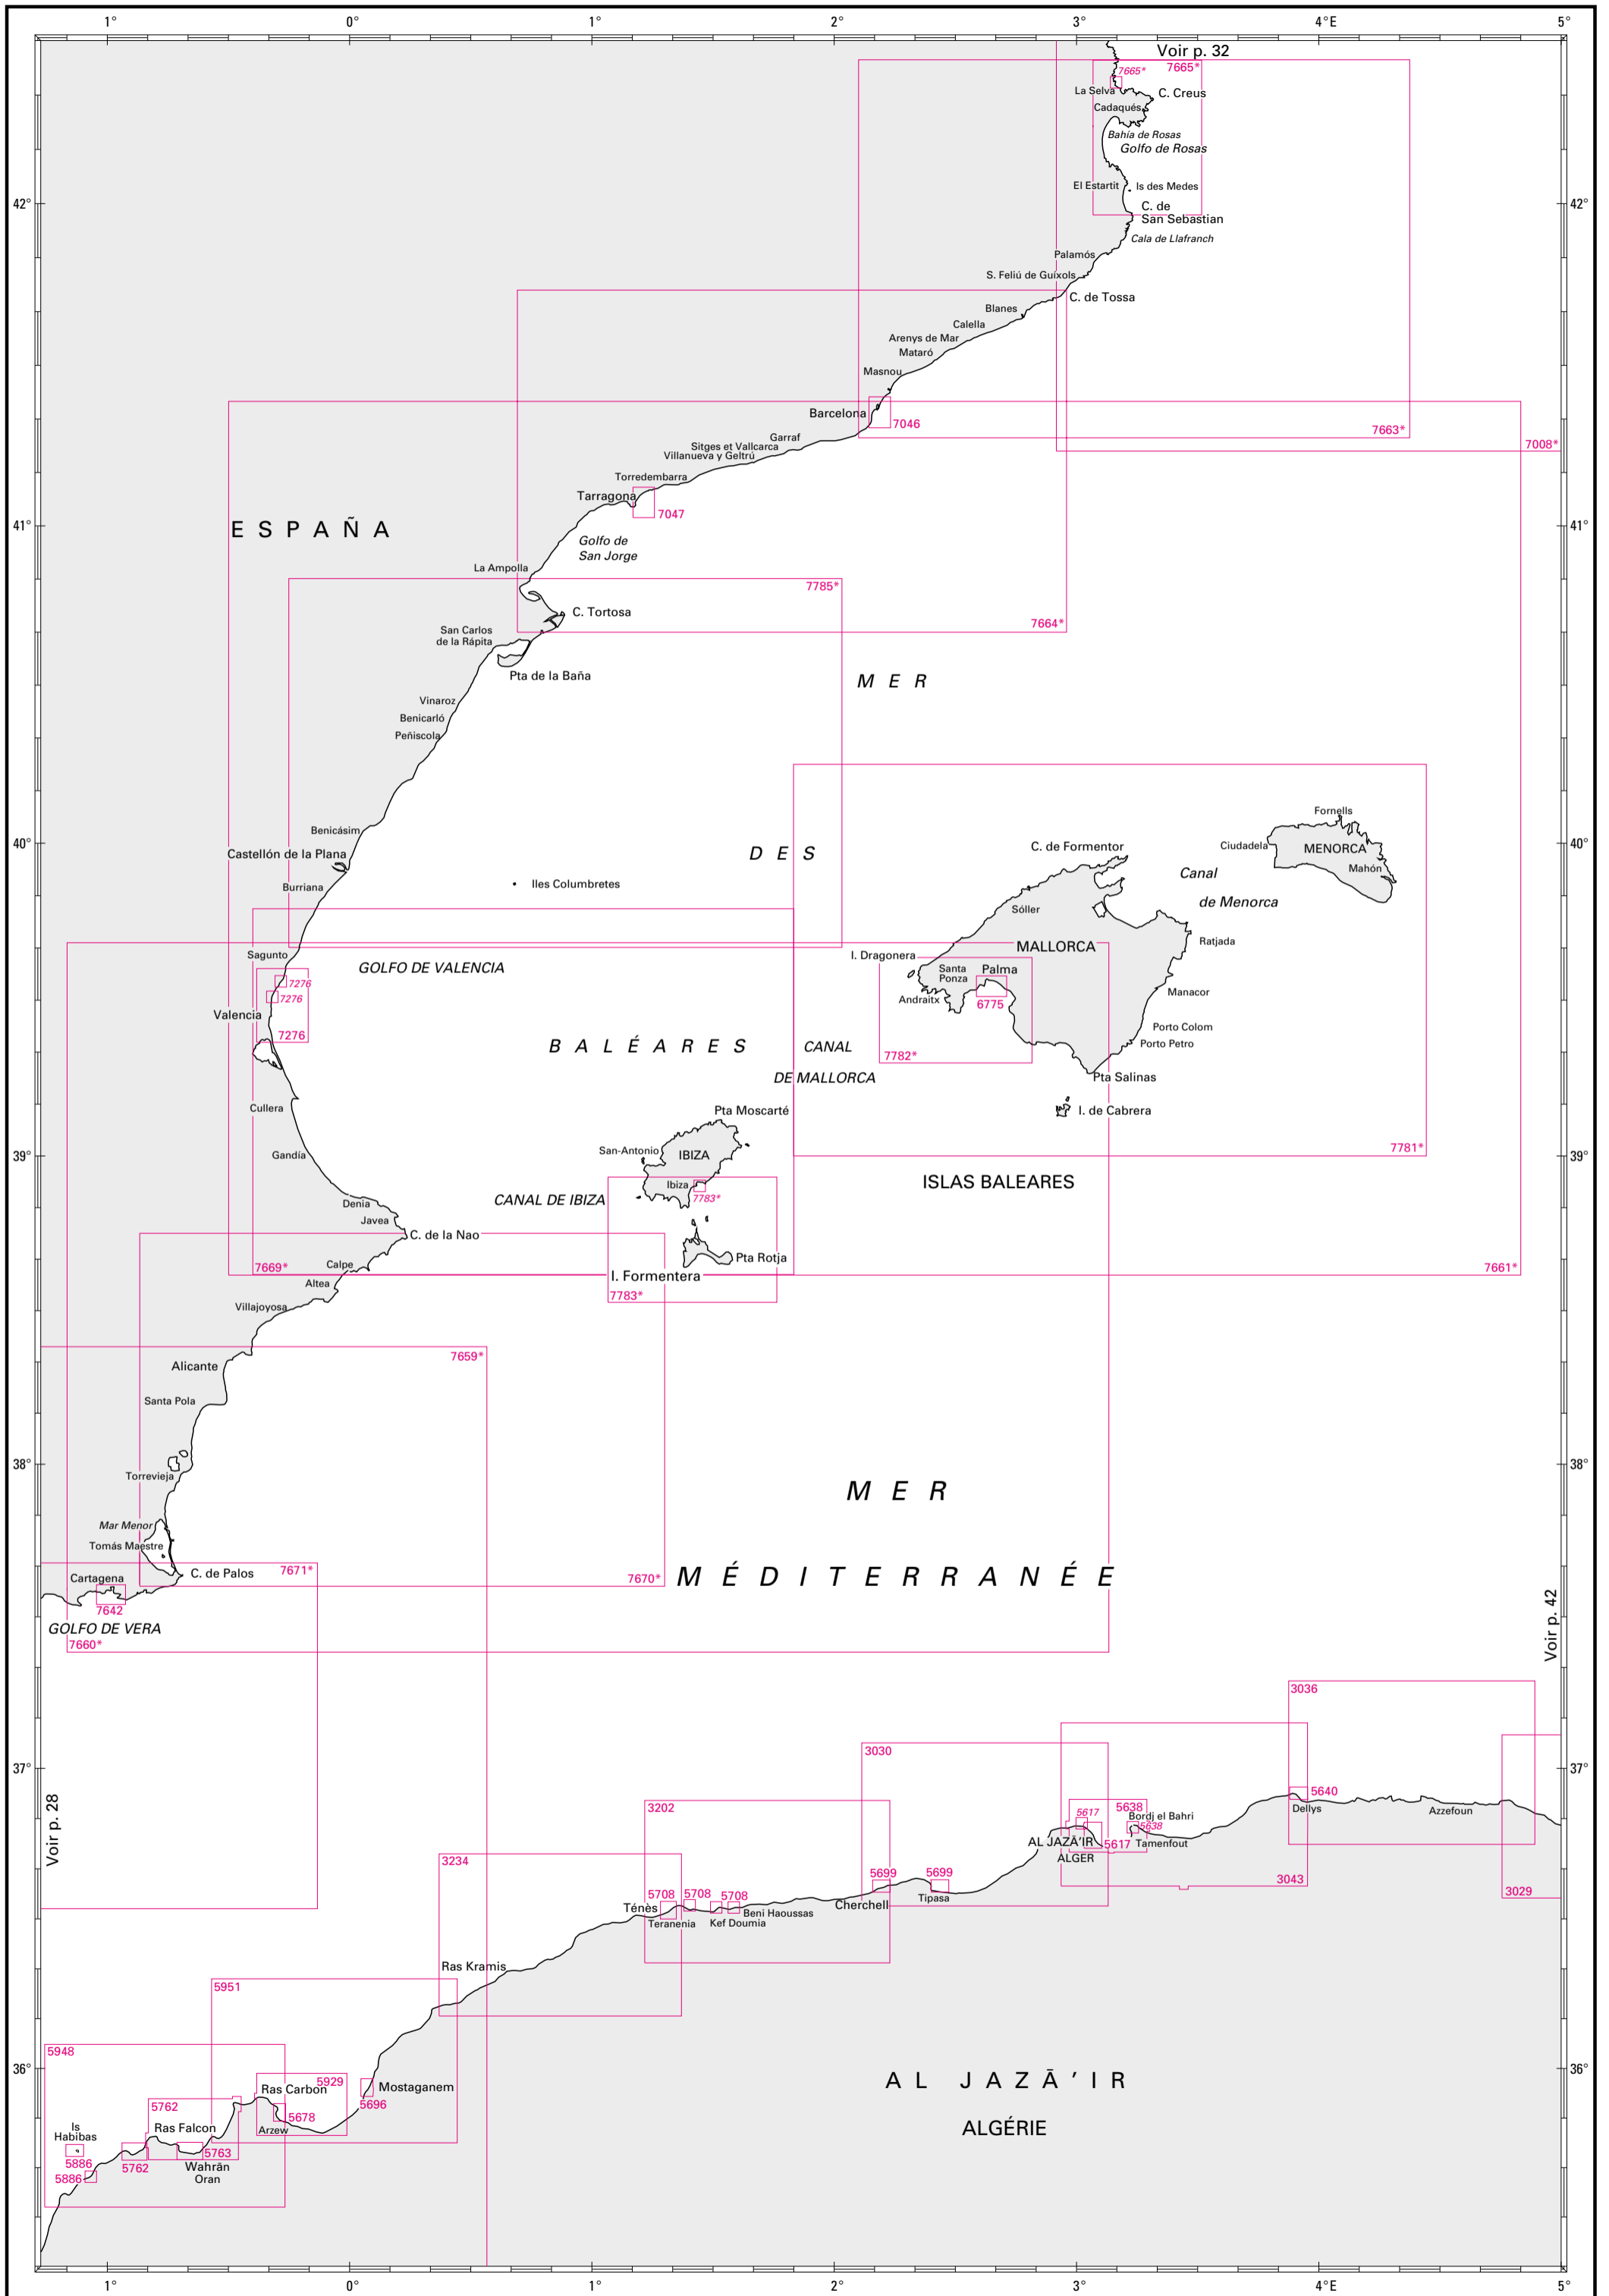 1° 0° 1° 2° 3° 4°E 5°
Voir p. 32
7665*
7665*
La Selva
C. Creus
Cadaqués
Bahía de Rosas
Golfo de Rosas
El Estartit
Is des Medes
42°
42°
C. de
San Sebastian
Cala de Llafranch
Palamós
S. Feliú de Guíxols
C. de Tossa
Blanes
Calella
Arenys de Mar
Mataró
Masnou
Barcelona
7046
7663*
7008*
Garraf
Sitges et Vallcarca
Villanueva y Geltrú
Torredembarra
Tarragona
7047
41°
41°
ESPAÑA
Golfo de
San Jorge
La Ampolla
7785*
C. Tortosa
7664*
San Carlos
de la Rápita
Pta de la Baña
MER
Vinaroz
Benicarló
Peñiscola
Fornells
Benicásim
40°
40°
Ciudadela
MENORCA
C. de Formentor
Castellón de la Plana
DES
Mahón
Canal
de Menorca
Burriana
Iles Columbretes
Sóller
Ratjada
MALLORCA
Sagunto
I. Dragonera
GOLFO DE VALENCIA
Santa
Ponza
Palma
7276
7276
Andraitx
6775
Manacor
Valencia
Porto Colom
7276
Porto Petro
BALÉARES
CANAL
DE MALLORCA
7782*
Pta Salinas
Cullera
Pta Moscarté
I. de Cabrera
San-Antonio
7781*
39°
39°
Gandía
IBIZA
ISLAS BALEARES
Ibiza
7783*
CANAL DE IBIZA
Denia
Javea
C. de la Nao
Pta Rotja
Calpe
7669*
I. Formentera
7661*
Altea
7783*
Villajoyosa
7659*
Alicante
Santa Pola
38°
38°
Torrevieja
MER
Mar Menor
Tomás Maestre
C. de Palos
7671*
7670*
MÉDITERRANÉE
Cartagena
7642
GOLFO DE VERA
7660*
Voir p. 42
3036
3030
37°
37°
5640
Dellys
Azzefoun
Voir p. 28
3202
5638
5617
Bordj el Bahri
5638
AL JAZĀ'IR
5617
Tamenfout
ALGER
3234
5699
5699
3043
3029
Tipasa
Cherchell
5708
5708
5708
Ténès
Beni Haoussas
Teranenia
Kef Doumia
Ras Kramis
5951
36°
36°
5948
5929
Ras Carbon
Mostaganem
5696
AL JAZĀ'IR
ALGÉRIE
5762
5678
Arzew
Is
Habibas
Ras Falcon
5763
5886
5762
Wahrān
Oran
5886
1° 0° 1° 2° 3° 4°E 5°